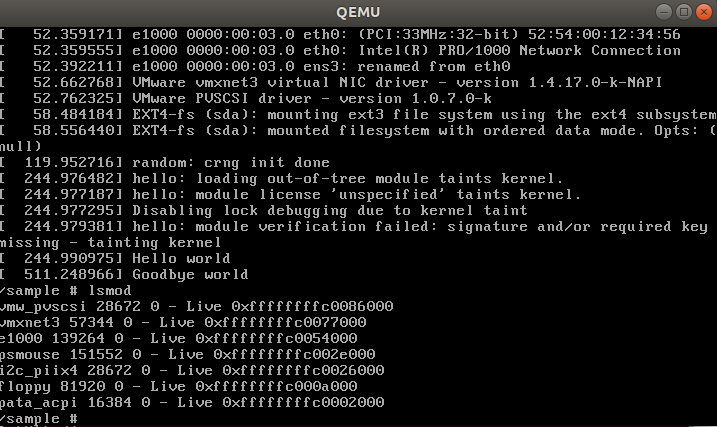 QEMU
[   52.359171] e1000 0000:00:03.0 eth0: (PCI:33MHz:32-bit) 52:54:00:12:34:56
[   52.359555] e1000 0000:00:03.0 eth0: Intel(R) PRO/1000 Network Connection
[   52.392211] e1000 0000:00:03.0 ens3: renamed from eth0
[   52.662768] VMware vmxnet3 virtual NIC driver - version 1.4.17.0-k-NAPI
[   52.762325] VMware PVSCSI driver - version 1.0.7.0-k
[   58.484184] EXT4-fs (sda): mounting ext3 file system using the ext4 subsystem
[   58.556440] EXT4-fs (sda): mounted filesystem with ordered data mode. Opts: (
null)
[  119.952716] random: crng init done
[  244.976482] hello: loading out-of-tree module taints kernel.
[  244.977187] hello: module license 'unspecified' taints kernel.
[  244.977295] Disabling lock debugging due to kernel taint
[  244.979381] hello: module verification failed: signature and/or required key
missing - tainting kernel
[  244.990975] Hello world
[  511.248966] Goodbye world
/sample # lsmod
vmw_pvscsi 28672 0 - Live 0xffffffffc0086000
vmxnet3 57344 0 - Live 0xffffffffc0077000
e1000 139264 0 - Live 0xffffffffc0054000
psmouse 151552 0 - Live 0xffffffffc002e000
i2c_piix4 28672 0 - Live 0xffffffffc0026000
floppy 81920 0 - Live 0xffffffffc000a000
pata_acpi 16384 0 - Live 0xffffffffc0002000
/sample #